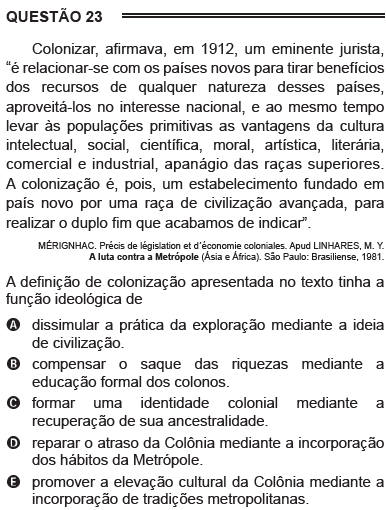 QUESTÃO 23
Colonizar, afirmava, em 1912, um eminente jurista,
“é relacionar-se com os países novos para tirar benefícios
dos recursos de qualquer natureza desses países,
aproveitá-los no interesse nacional, e ao mesmo tempo
levar às populações primitivas as vantagens da cultura
intelectual, social, científica, moral, artística, literária,
comercial e industrial, apanágio das raças superiores.
A colonização é, pois, um estabelecimento fundado em
país novo por uma raça de civilização avançada, para
realizar o duplo fim que acabamos de indicar”.
MÉRIGNHAC. Précis de législation et d´économie coloniales. Apud LINHARES, M. Y.
A luta contra a Metrópole (Ásia e África). São Paulo: Brasiliense, 1981.
A definição de colonização apresentada no texto tinha a
função ideológica de
A dissimular a prática da exploração mediante a ideia
de civilização.
B compensar o saque das riquezas mediante a
educação formal dos colonos.
C formar uma identidade colonial mediante a
recuperação de sua ancestralidade.
D reparar o atraso da Colônia mediante a incorporação
dos hábitos da Metrópole.
E promover a elevação cultural da Colônia mediante a
incorporação de tradições metropolitanas.